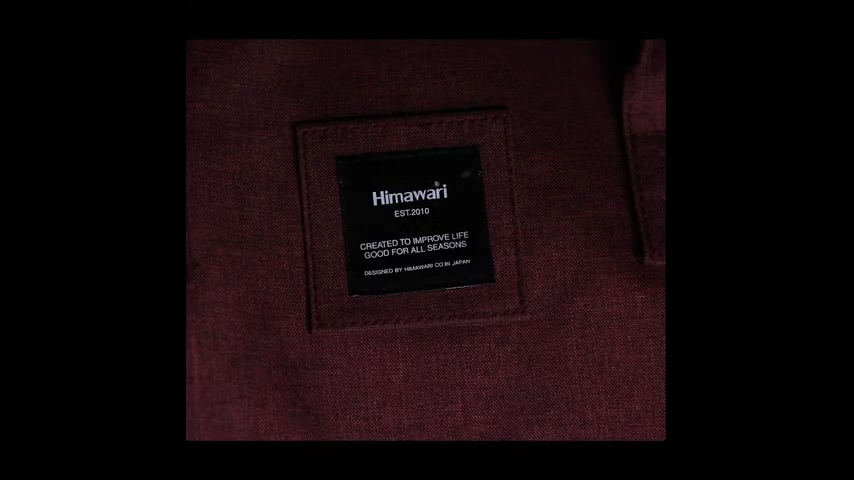 Himawari®
EST.2010
CREATED TO IMPROVE LIFE
GOOD FOR ALL SEASONS
DESIGNED BY HIMAWARI CO.IN JAPAN